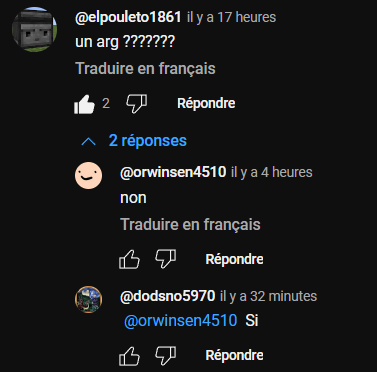 @elpouleto1861 il y a 17 heures
un arg ???????
Traduire en français
2 Répondre
2 réponses
@orwinsen4510 il y a 4 heures
non
Traduire en français
Répondre
@dodsno5970 il y a 32 minutes
@orwinsen4510 Si
Répondre